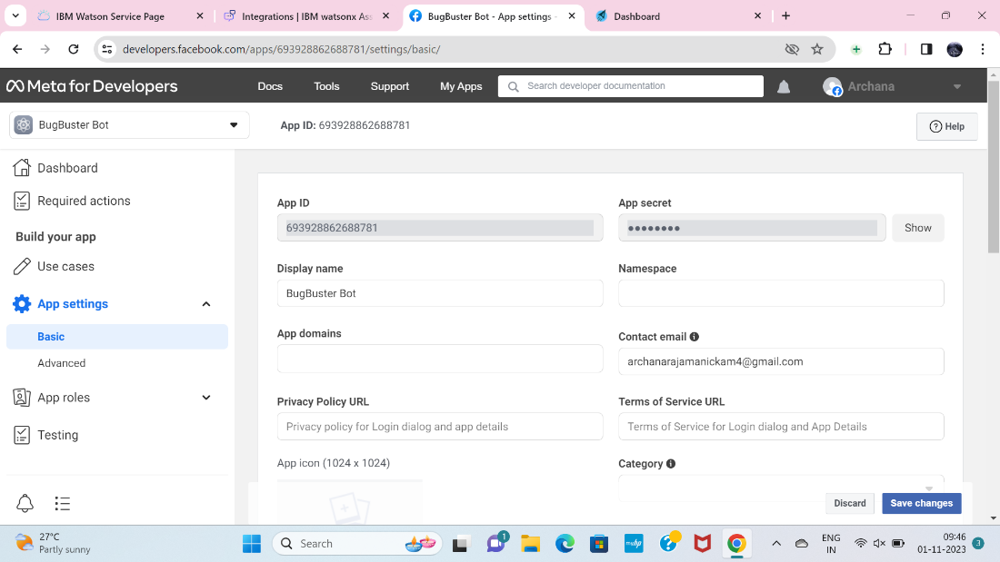 IBM Watson Service Page
Integrations | IBM watsonx Ass
BugBuster Bot - App settings -
Dashboard
developers.facebook.com/apps/693928862688781/settings/basic/
Meta for Developers
Docs
Tools
Support
My Apps
Search developer documentation
Archana
BugBuster Bot
App ID: 693928862688781
Help
Dashboard
Required actions
Build your app
Use cases
App settings
Basic
Advanced
App roles
Testing
App ID
App secret
693928862688781
••••••••
Show
Display name
Namespace
BugBuster Bot
App domains
Contact email
archanarajamanickam4@gmail.com
Privacy Policy URL
Terms of Service URL
Privacy policy for Login dialog and app details
Terms of Service for Login dialog and App Details
App icon (1024 x 1024)
Category
Discard
Save changes
27°C
Partly sunny
Search
1
ENG
IN
09:46
01-11-2023
3